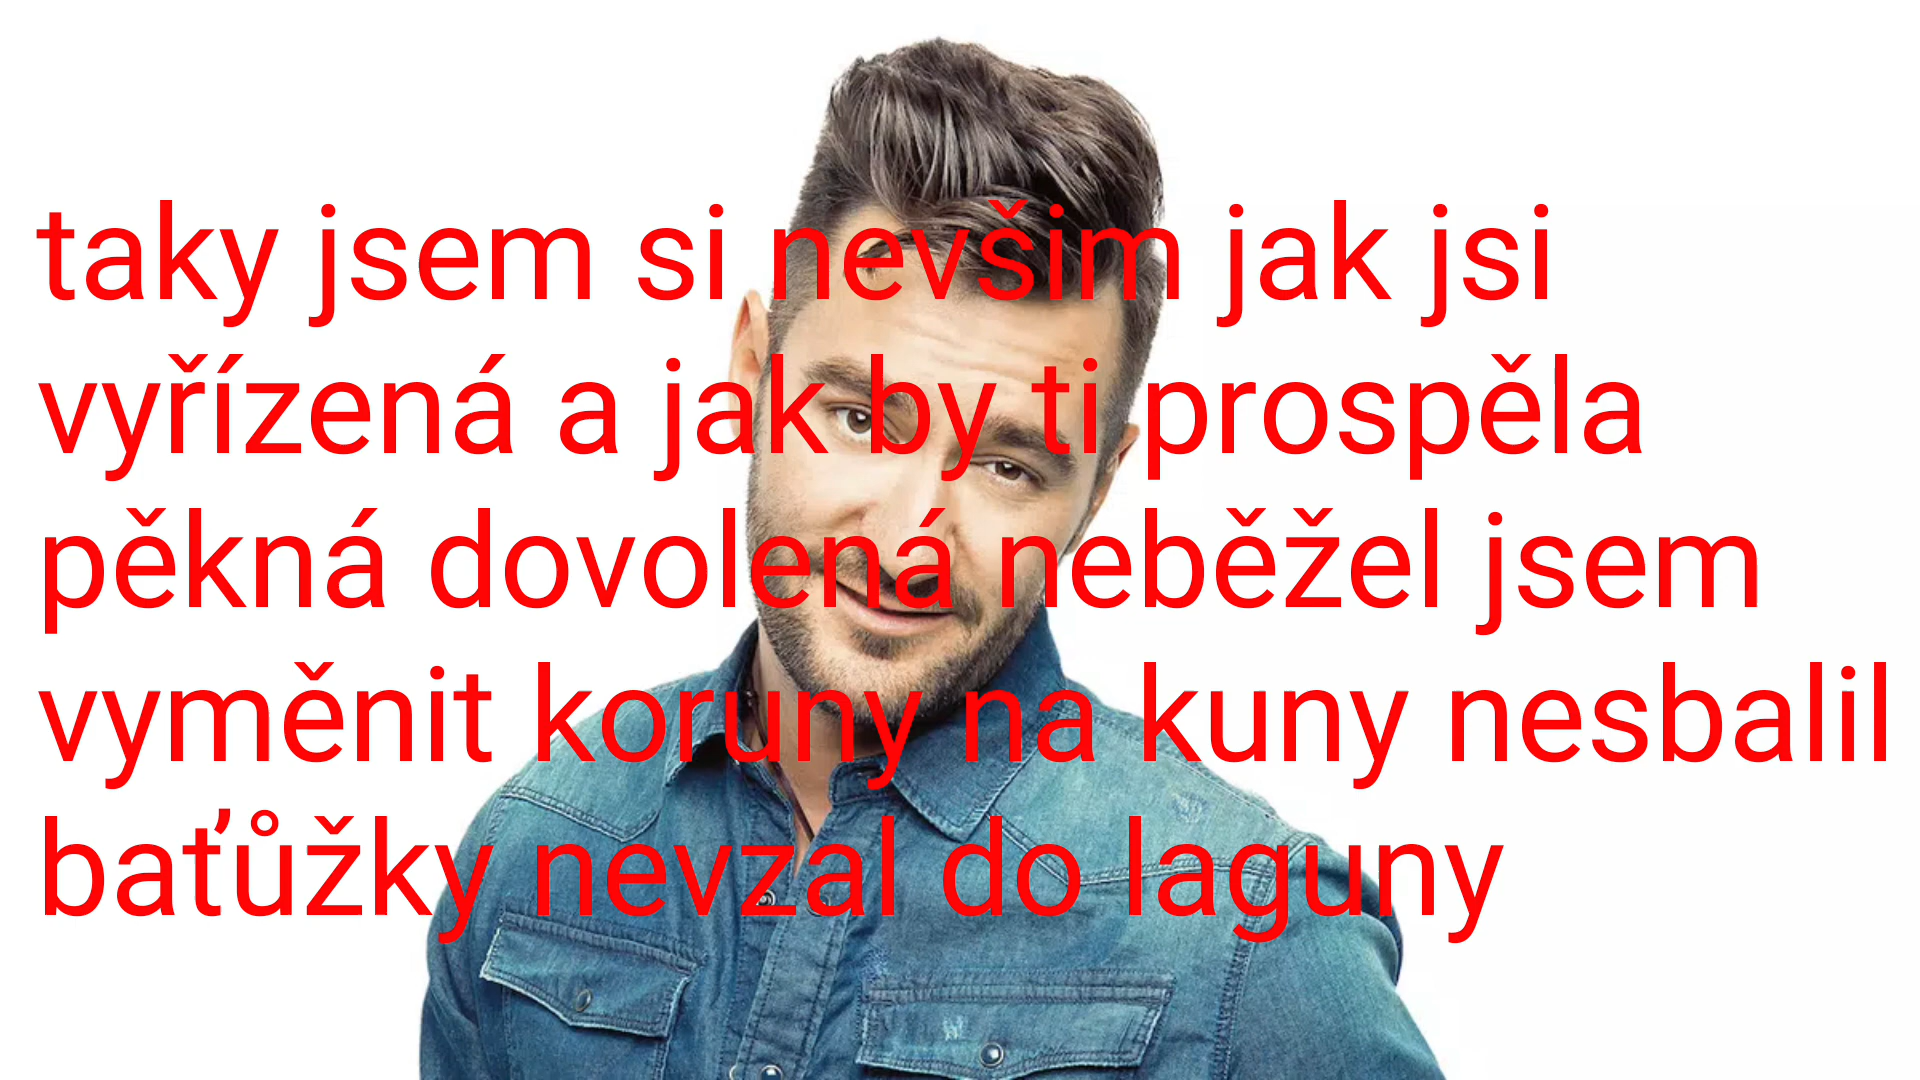 taky jsem si nevšim jak jsi
vyřízená a jak by ti prospěla
pěkná dovolená neběžel jsem
vyměnit koruny na kuny nesbalil
baťůžky nevzal do laguny